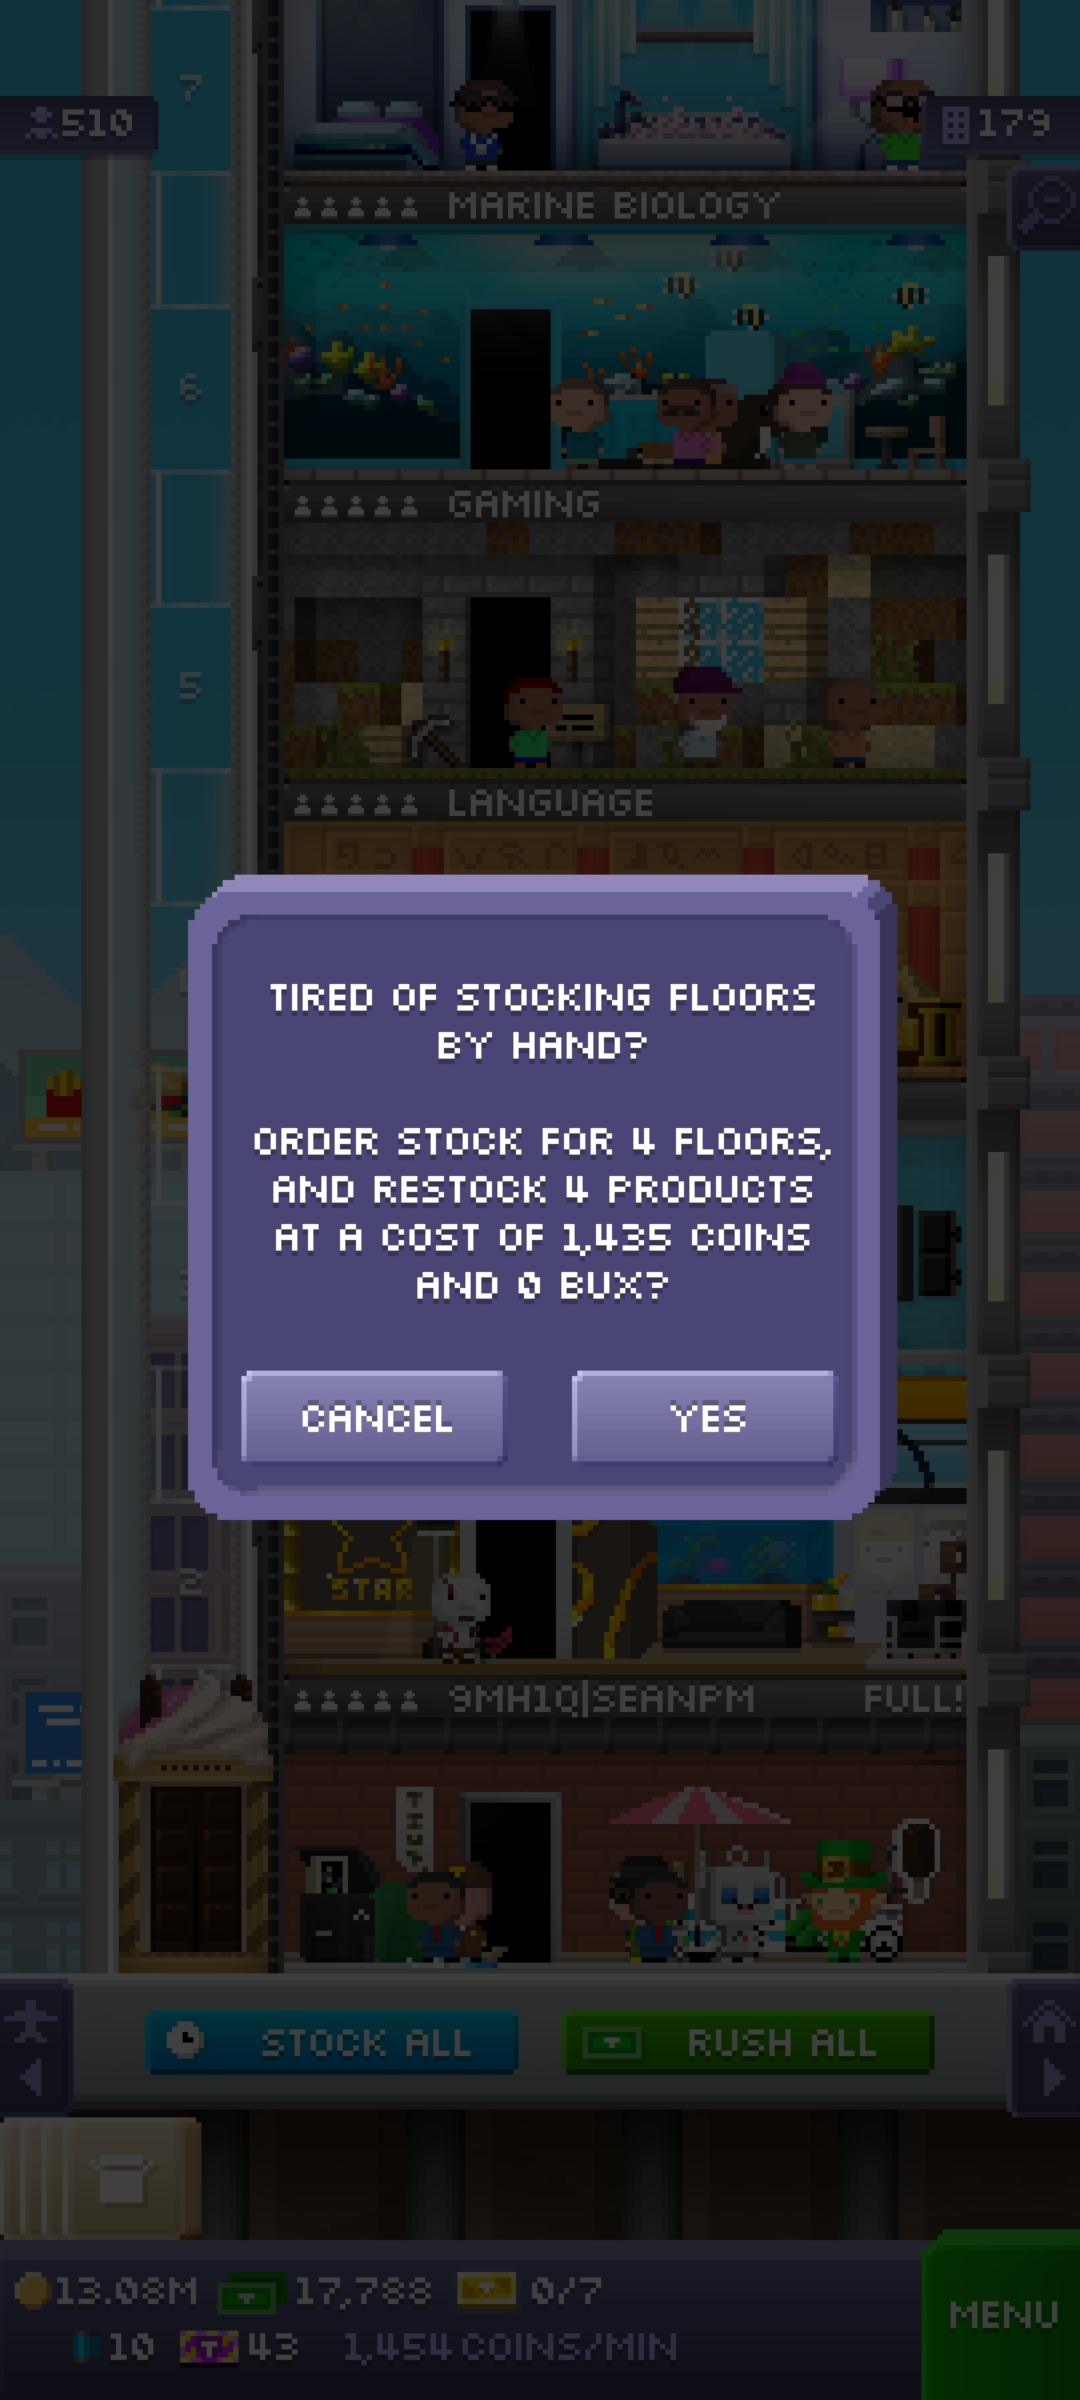 7
510
179
MARINE BIOLOGY
6
GAMING
5
LANGUAGE
TIRED OF STOCKING FLOORS
BY HAND?
ORDER STOCK FOR 4 FLOORS,
AND RESTOCK 4 PRODUCTS
AT A COST OF 1,435 COINS
AND 0 BUX?
CANCEL
YES
2
STAR
9MH1Q|SEANPM
FULL!
STOCK ALL
RUSH ALL
13.08M
17,788
0/7
10
43
1,454 COINS/MIN
MENU